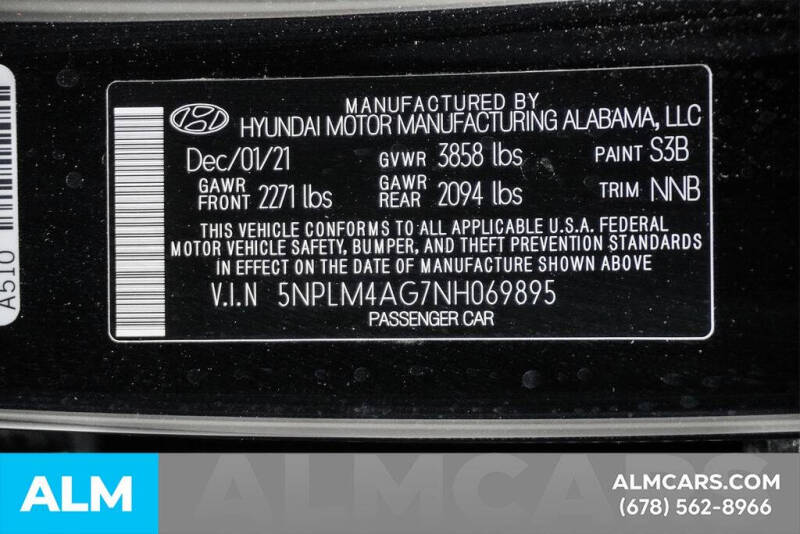 MANUFACTURED BY
HYUNDAI MOTOR MANUFACTURING ALABAMA, LLC
Dec/01/21 GVWR 3858 lbs PAINT S3B
GAWR FRONT 2271 lbs GAWR REAR 2094 lbs TRIM NNB
THIS VEHICLE CONFORMS TO ALL APPLICABLE U.S.A. FEDERAL
MOTOR VEHICLE SAFETY, BUMPER, AND THEFT PREVENTION STANDARDS
IN EFFECT ON THE DATE OF MANUFACTURE SHOWN ABOVE
V.I.N 5NPLM4AG7NH069895
PASSENGER CAR
A510
ALM
ALMCARS
ALMCARS.COM
(678) 562-8966